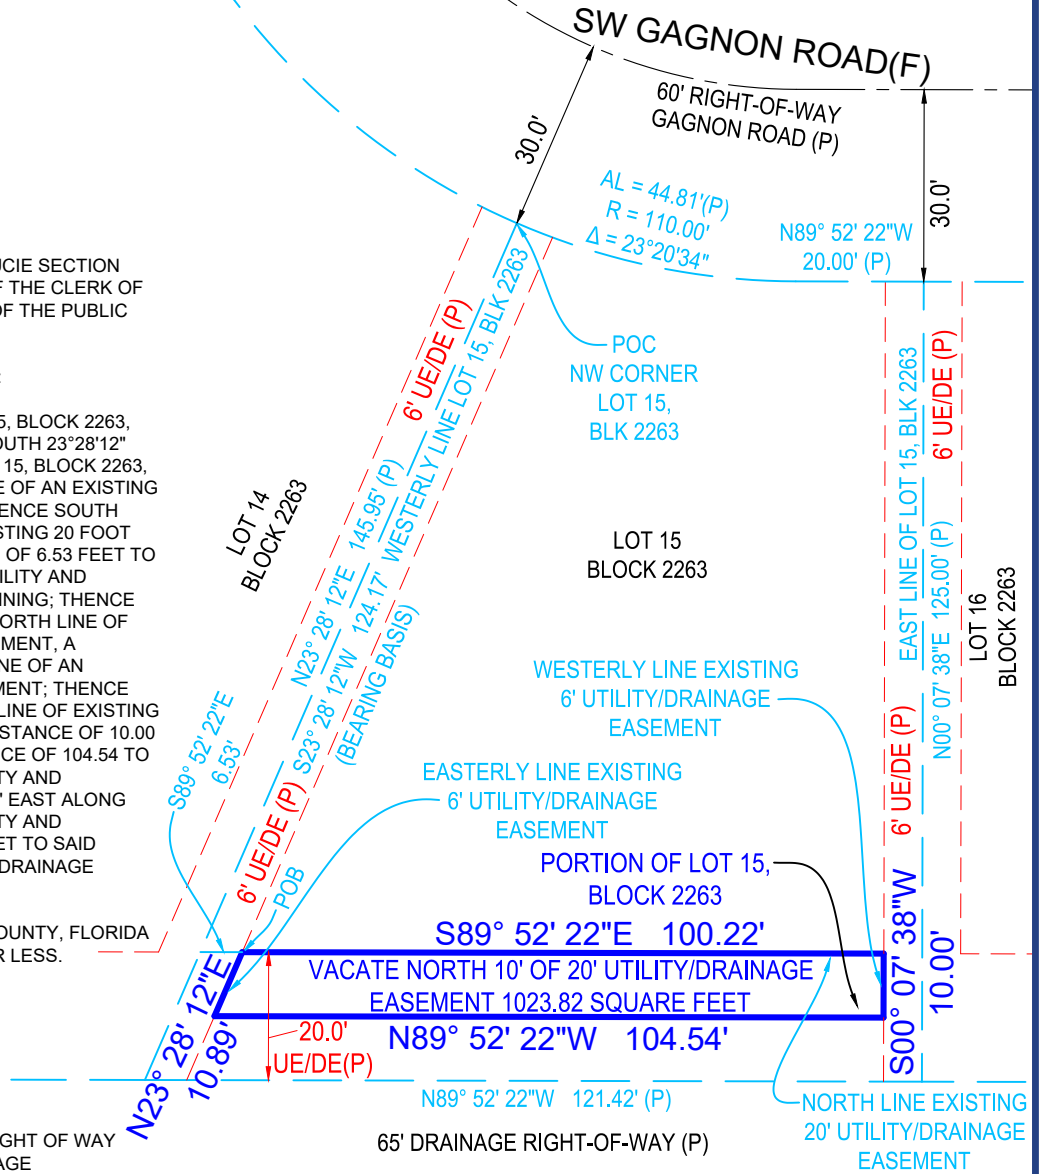 SW GAGNON ROAD(F)
60' RIGHT-OF-WAY
GAGNON ROAD (P)
30.0'
30.0'
AL = 44.81'(P)
R = 110.00'
Δ = 23°20'34"
N89° 52' 22"W
20.00' (P)
POC
NW CORNER
LOT 15,
BLK 2263
6' UE/DE (P)
WESTERLY LINE LOT 15, BLK 2263
N23° 28' 12"E 145.95' (P)
S23° 28' 12"W 124.17'
(BEARING BASIS)
LOT 14
BLOCK 2263
LOT 15
BLOCK 2263
EAST LINE OF LOT 15, BLK 2263
N00° 07' 38"E 125.00' (P)
6' UE/DE (P)
LOT 16
BLOCK 2263
UCIE SECTION
F THE CLERK OF
OF THE PUBLIC
5, BLOCK 2263,
OUTH 23°28'12"
15, BLOCK 2263,
E OF AN EXISTING
ENCE SOUTH
STING 20 FOOT
OF 6.53 FEET TO
ILITY AND
NNING; THENCE
ORTH LINE OF
MENT, A
NE OF AN
MENT; THENCE
LINE OF EXISTING
STANCE OF 10.00
CE OF 104.54 TO
TY AND
' EAST ALONG
TY AND
ET TO SAID
DRAINAGE
OUNTY, FLORIDA
R LESS.
WESTERLY LINE EXISTING
6' UTILITY/DRAINAGE
EASEMENT
S89° 52' 22"E
6.53'
EASTERLY LINE EXISTING
6' UTILITY/DRAINAGE
EASEMENT
6' UE/DE (P)
6' UE/DE (P)
POB
PORTION OF LOT 15,
BLOCK 2263
S89° 52' 22"E 100.22'
VACATE NORTH 10' OF 20' UTILITY/DRAINAGE
EASEMENT 1023.82 SQUARE FEET
N89° 52' 22"W 104.54'
S00° 07' 38"W
10.00'
N23° 28' 12"E
10.89'
20.0'
UE/DE(P)
N89° 52' 22"W 121.42' (P)
NORTH LINE EXISTING
20' UTILITY/DRAINAGE
EASEMENT
65' DRAINAGE RIGHT-OF-WAY (P)
IGHT OF WAY
AGE